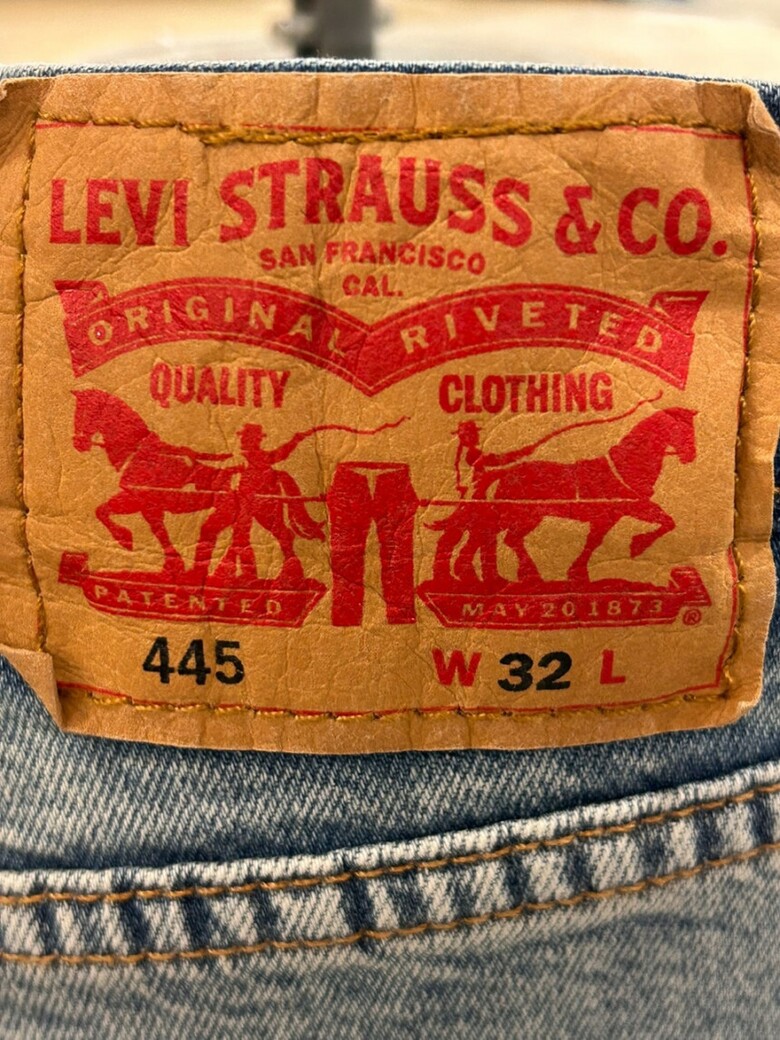 LEVI STRAUSS & CO.
SAN FRANCISCO
CAL.
ORIGINAL RIVETED
QUALITY CLOTHING
PATENTED MAY 20 1873 ®
445 W 32 L